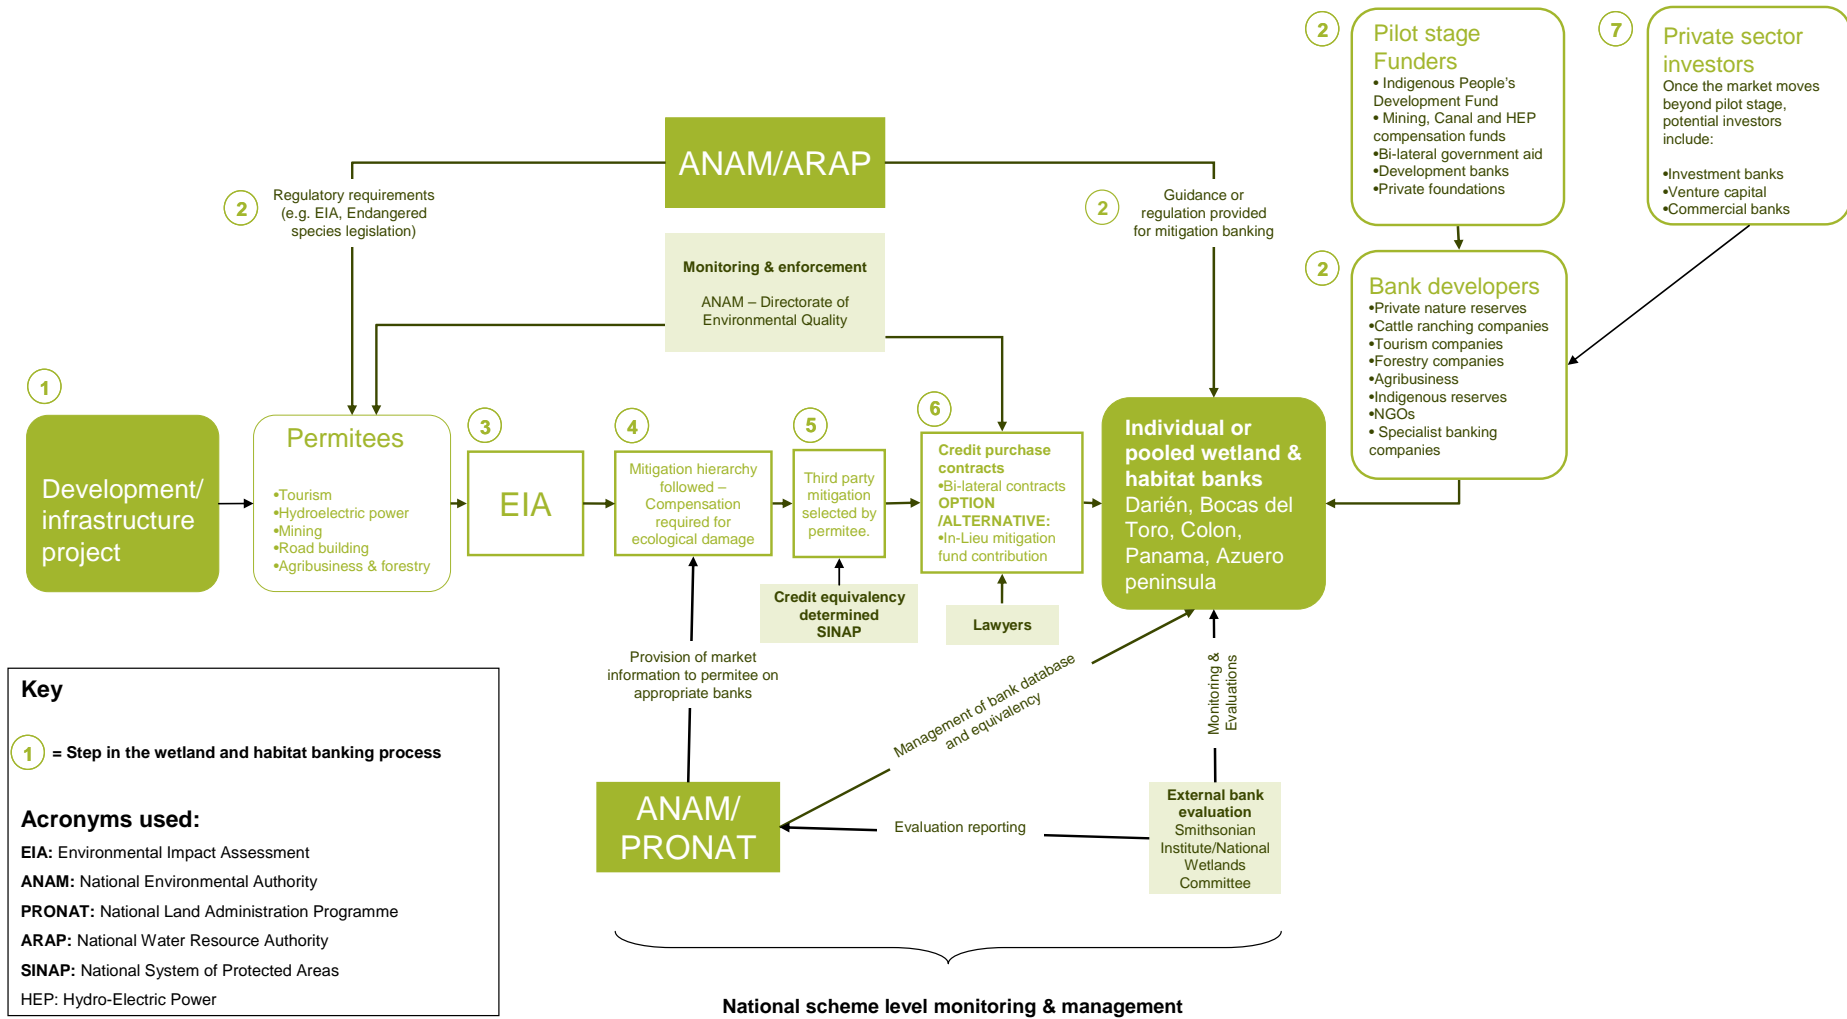 2
Pilot stage
Funders
• Indigenous People's
Development Fund
• Mining, Canal and HEP
compensation funds
•Bi-lateral government aid
•Development banks
•Private foundations
7
Private sector
investors
Once the market moves
beyond pilot stage,
potential investors
include:
•Investment banks
•Venture capital
•Commercial banks
ANAM/ARAP
2
Regulatory requirements
(e.g. EIA, Endangered
species legislation)
2
Guidance or
regulation provided
for mitigation banking
Monitoring & enforcement
ANAM – Directorate of
Environmental Quality
2
Bank developers
•Private nature reserves
•Cattle ranching companies
•Tourism companies
•Forestry companies
•Agribusiness
•Indigenous reserves
•NGOs
• Specialist banking
companies
1
Development/
infrastructure
project
Permitees
•Tourism
•Hydroelectric power
•Mining
•Road building
•Agribusiness & forestry
3
EIA
4
Mitigation hierarchy
followed –
Compensation
required for
ecological damage
5
Third party
mitigation
selected by
permitee.
6
Credit purchase
contracts
•Bi-lateral contracts
OPTION
/ALTERNATIVE:
•In-Lieu mitigation
fund contribution
Individual or
pooled wetland &
habitat banks
Darién, Bocas del
Toro, Colon,
Panama, Azuero
peninsula
Credit equivalency
determined
SINAP
Lawyers
Provision of market
information to permitee on
appropriate banks
Management of bank database
and equivalency
Monitoring &
Evaluations
ANAM/
PRONAT
Evaluation reporting
External bank
evaluation
Smithsonian
Institute/National
Wetlands
Committee
National scheme level monitoring & management
Key
1
= Step in the wetland and habitat banking process
Acronyms used:
EIA: Environmental Impact Assessment
ANAM: National Environmental Authority
PRONAT: National Land Administration Programme
ARAP: National Water Resource Authority
SINAP: National System of Protected Areas
HEP: Hydro-Electric Power